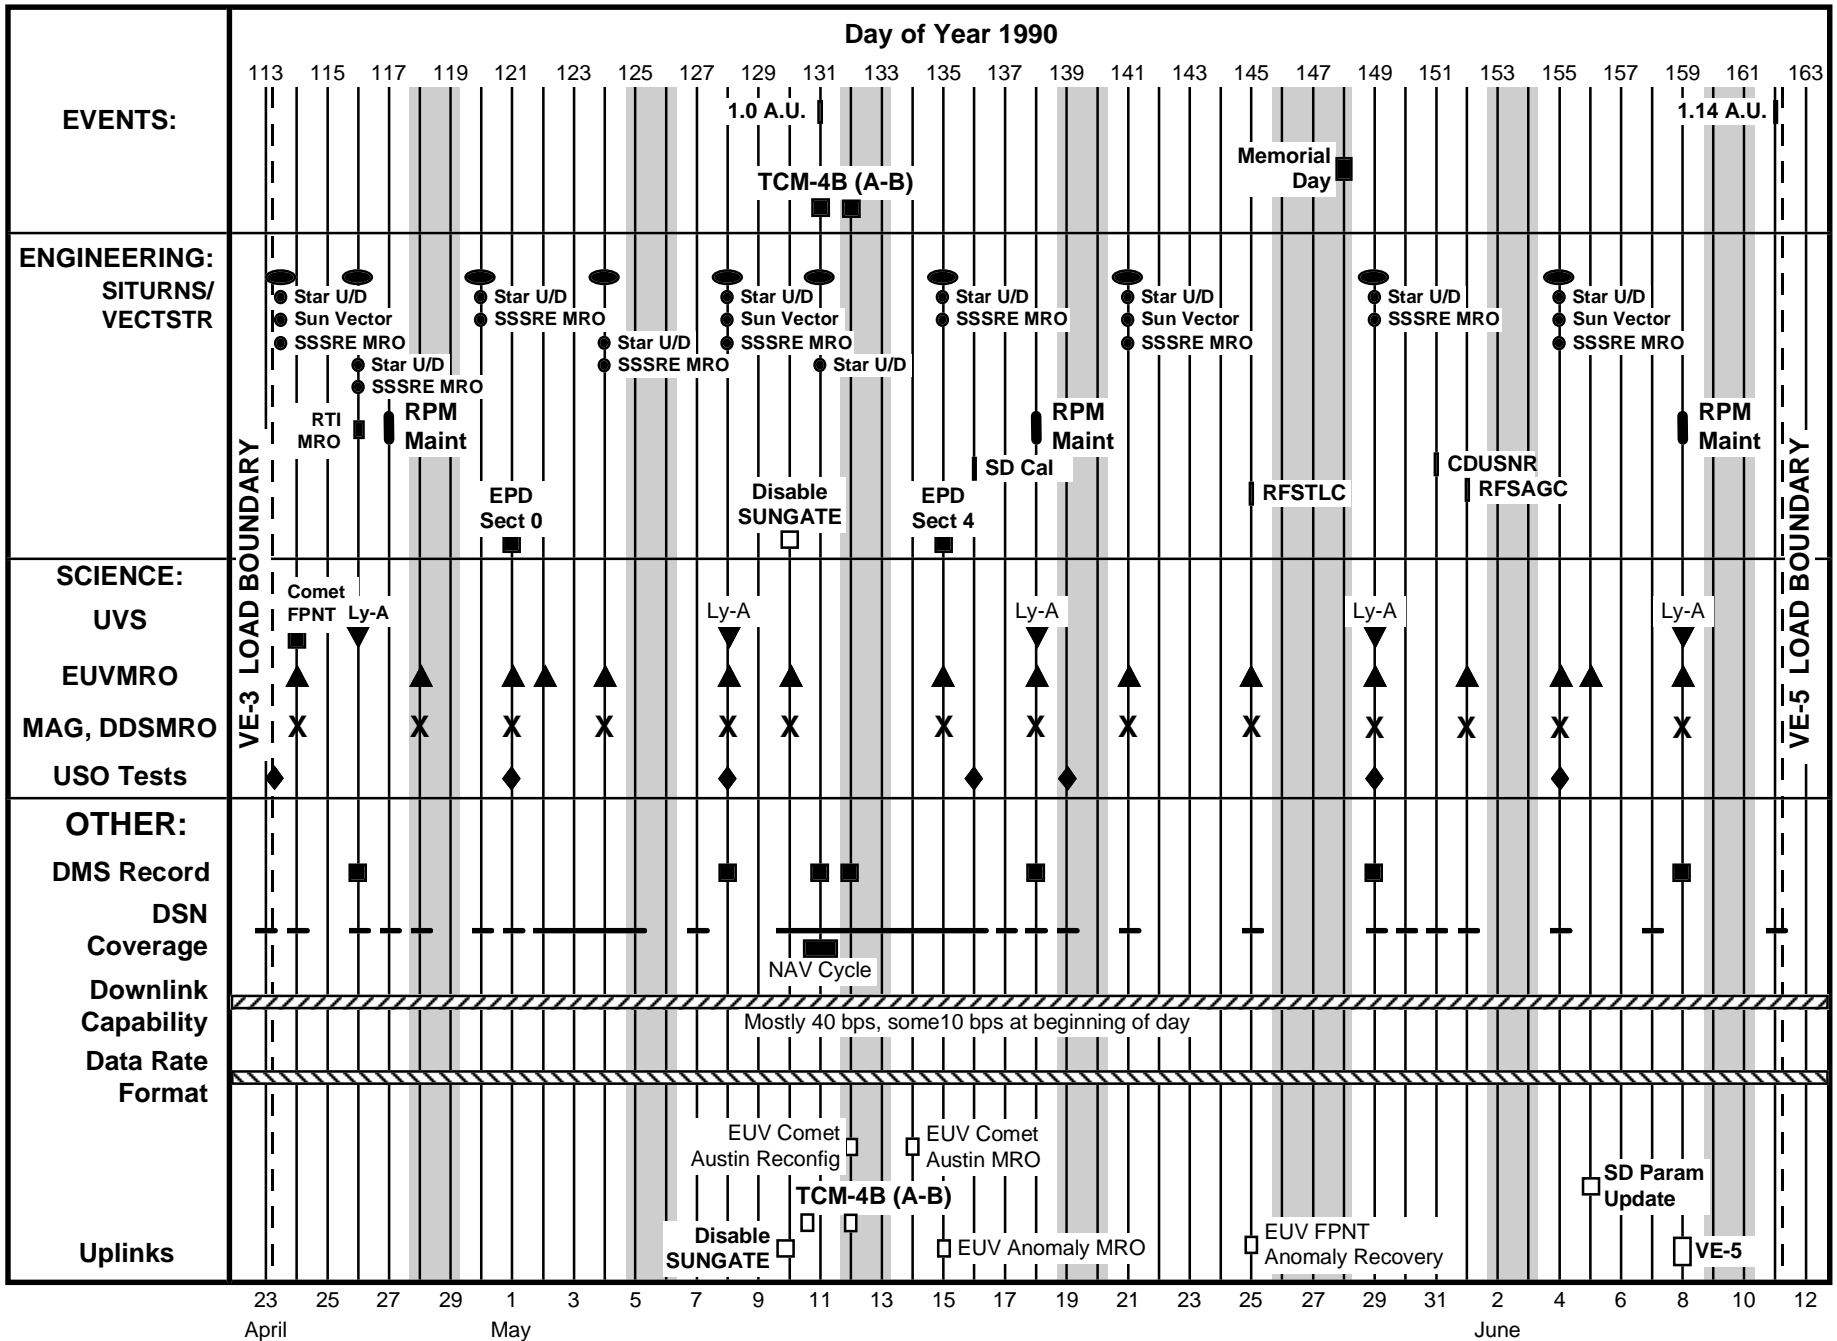 Day of Year 1990
113 115 117 119 121 123 125 127 129 131 133 135 137 139 141 143 145 147 149 151 153 155 157 159 161 163
EVENTS:
1.0 A.U.
1.14 A.U.
Memorial
Day
TCM-4B (A-B)
ENGINEERING:
SITURNS/
VECTSTR
Star U/D
Sun Vector
SSSRE MRO
Star U/D
SSSRE MRO
Star U/D
SSSRE MRO
Star U/D
SSSRE MRO
Star U/D
Sun Vector
SSSRE MRO
Star U/D
Star U/D
SSSRE MRO
Star U/D
Sun Vector
SSSRE MRO
Star U/D
SSSRE MRO
Star U/D
Sun Vector
SSSRE MRO
RTI
MRO
RPM
Maint
RPM
Maint
RPM
Maint
SD Cal
CDUSNR
RFSTLC
RFSAGC
EPD
Sect 0
Disable
SUNGATE
EPD
Sect 4
VE-3 LOAD BOUNDARY
VE-5 LOAD BOUNDARY
SCIENCE:
UVS
Comet
FPNT
Ly-A
Ly-A
Ly-A
Ly-A
Ly-A
EUVMRO
MAG, DDSMRO
X X X X X X X X X X X X X X
USO Tests
OTHER:
DMS Record
DSN
Coverage
NAV Cycle
Downlink
Capability
Mostly 40 bps, some10 bps at beginning of day
Data Rate
Format
EUV Comet
Austin Reconfig
EUV Comet
Austin MRO
TCM-4B (A-B)
SD Param
Update
Uplinks
Disable
SUNGATE
EUV Anomaly MRO
EUV FPNT
Anomaly Recovery
VE-5
23 25 27 29 1 3 5 7 9 11 13 15 17 19 21 23 25 27 29 31 2 4 6 8 10 12
April May June